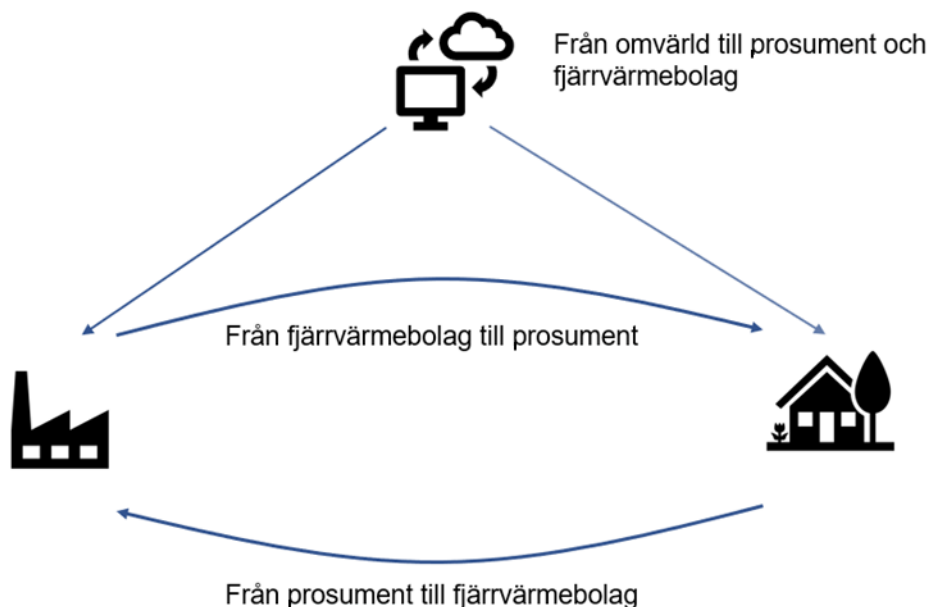 Från omvärld till prosument och
fjärrvärmebolag
Från fjärrvärmebolag till prosument
Från prosument till fjärrvärmebolag